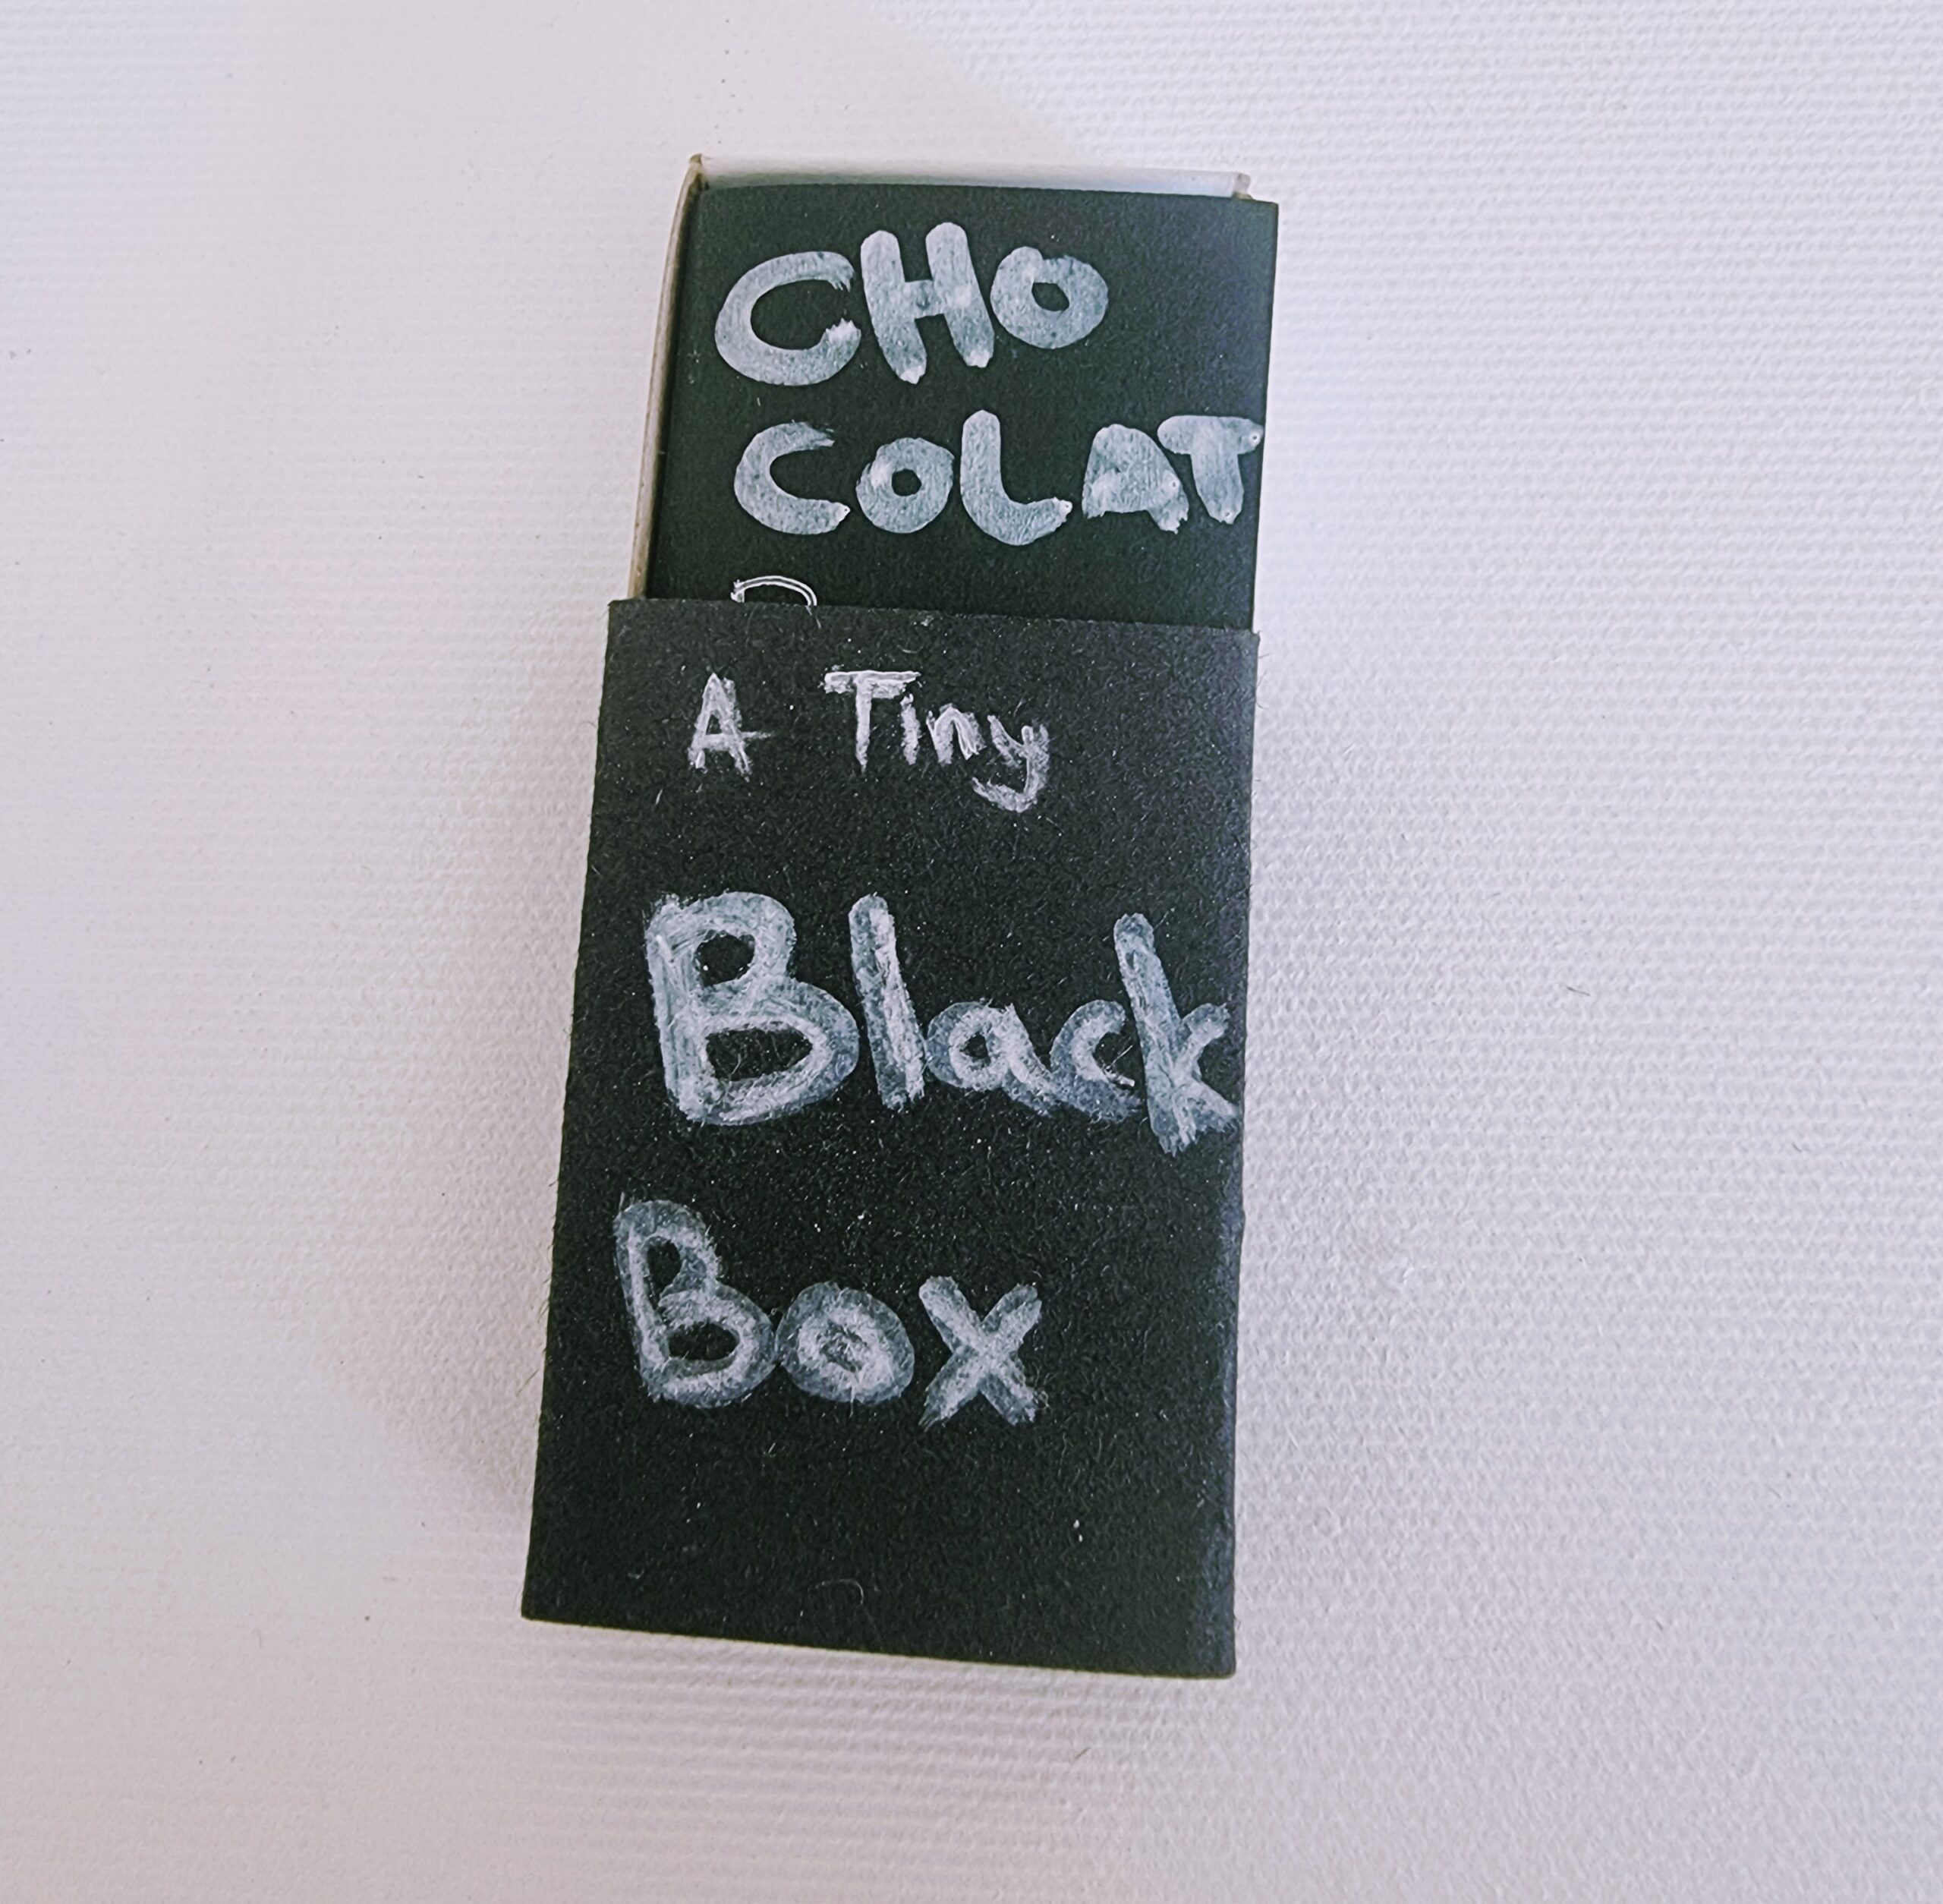 CHO
COLAT
A Tiny
Black
Box